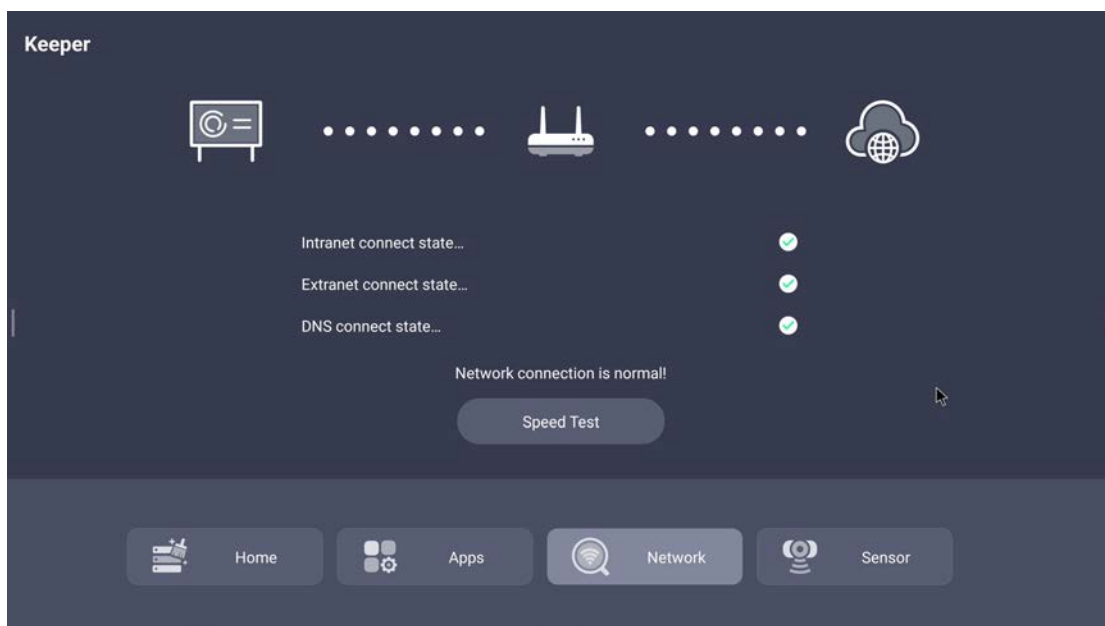 Keeper
Intranet connect state...
Extranet connect state...
DNS connect state...
Network connection is normal!
Speed Test
Home
Apps
Network
Sensor